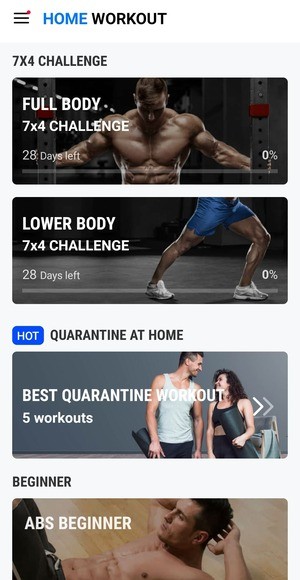 HOME WORKOUT
7X4 CHALLENGE
FULL BODY
7x4 CHALLENGE
28 Days left
0%
LOWER BODY
7x4 CHALLENGE
28 Days left
0%
HOT QUARANTINE AT HOME
BEST QUARANTINE WORKOUT
5 workouts
BEGINNER
ABS BEGINNER